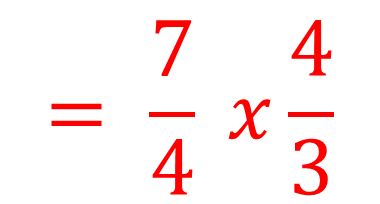 = 7/4 x 4/3